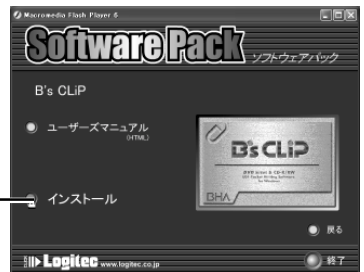 Macromedia Flash Player 6
Software Pack
ソフトウェアパック
B's CLiP
ユーザーズマニュアル
(HTML)
B's CLiP
BHA
インストール
戻る
Logitec www.logitec.co.jp
終了